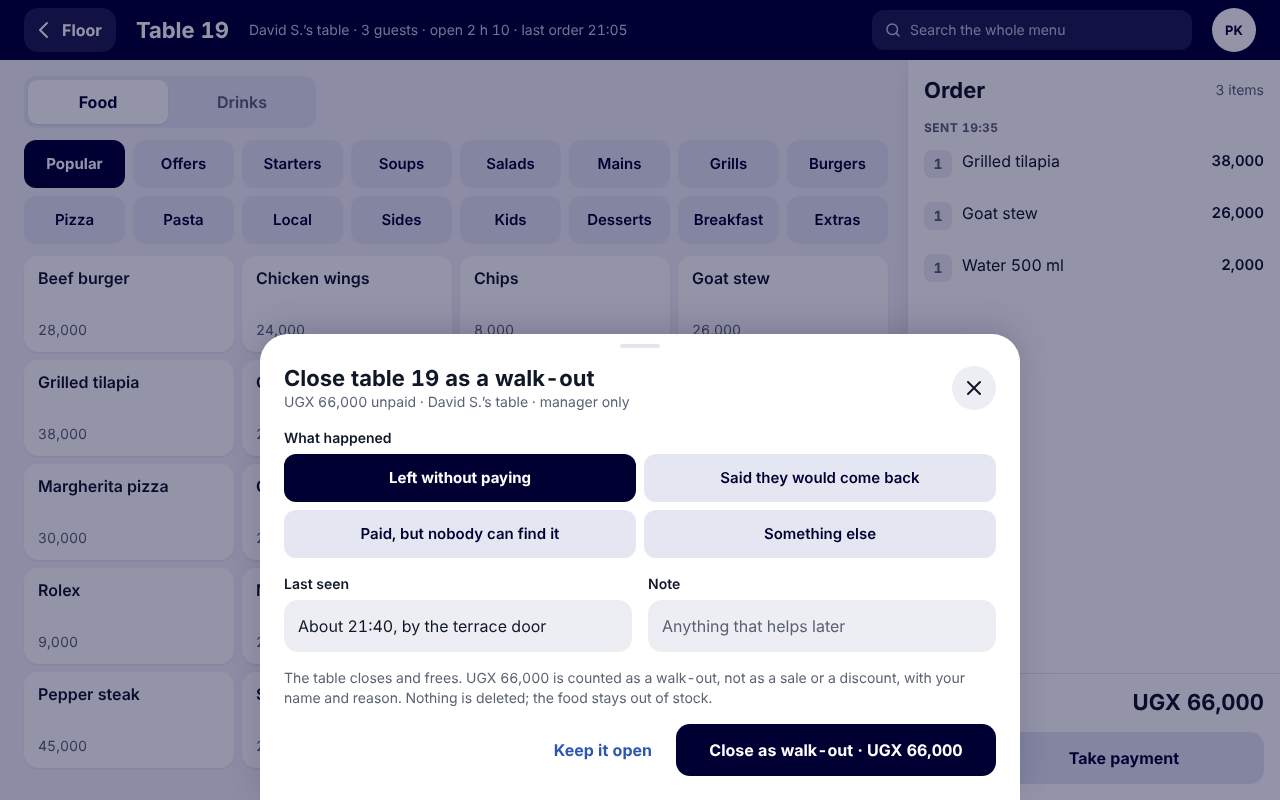 Floor
Table 19
David S.'s table · 3 guests · open 2 h 10 · last order 21:05
Search the whole menu
PK
Food
Drinks
Popular
Offers
Starters
Soups
Salads
Mains
Grills
Burgers
Pizza
Pasta
Local
Sides
Kids
Desserts
Breakfast
Extras
Beef burger
28,000
Chicken wings
24,000
Chips
8,000
Goat stew
26,000
Grilled tilapia
38,000
Margherita pizza
30,000
Rolex
9,000
Pepper steak
45,000
Order
3 items
SENT 19:35
1 Grilled tilapia 38,000
1 Goat stew 26,000
1 Water 500 ml 2,000
UGX 66,000
Take payment
Close table 19 as a walk-out
UGX 66,000 unpaid · David S.'s table · manager only
What happened
Left without paying
Said they would come back
Paid, but nobody can find it
Something else
Last seen
About 21:40, by the terrace door
Note
Anything that helps later
The table closes and frees. UGX 66,000 is counted as a walk-out, not as a sale or a discount, with your
name and reason. Nothing is deleted; the food stays out of stock.
Keep it open
Close as walk-out · UGX 66,000